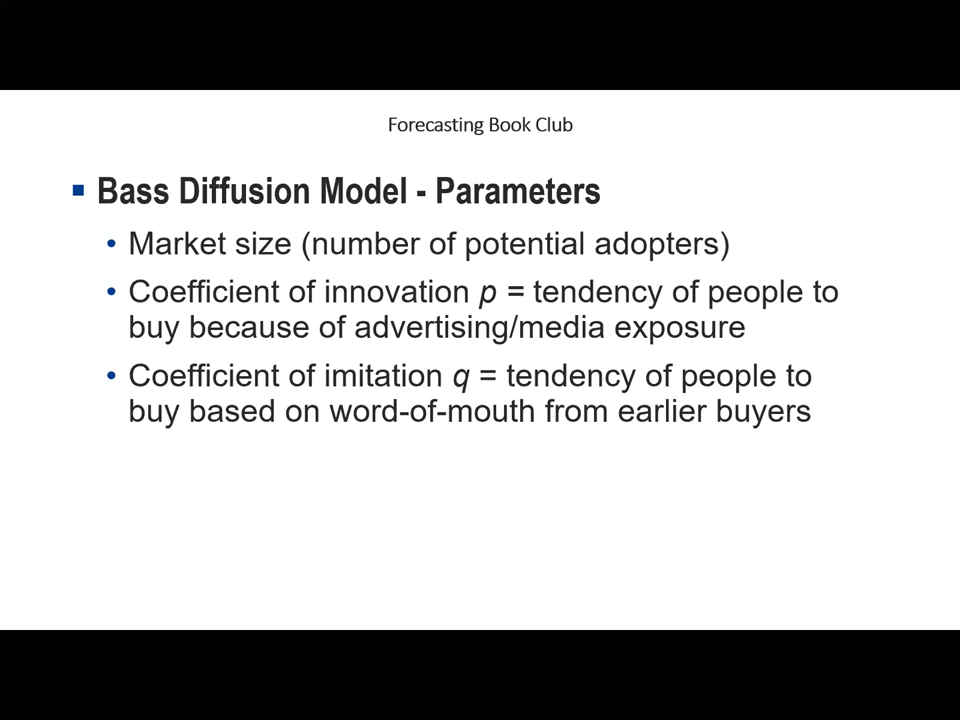 Forecasting Book Club
▪ Bass Diffusion Model - Parameters
• Market size (number of potential adopters)
• Coefficient of innovation p = tendency of people to
buy because of advertising/media exposure
• Coefficient of imitation q = tendency of people to
buy based on word-of-mouth from earlier buyers